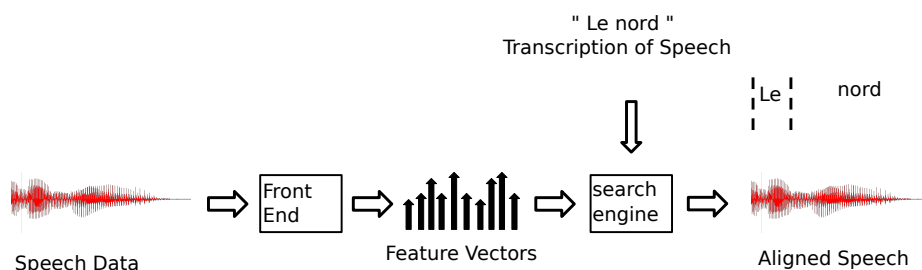 " Le nord "
Transcription of Speech
Le
nord
Front
End
search
engine
Feature Vectors
Speech Data
Aligned Speech